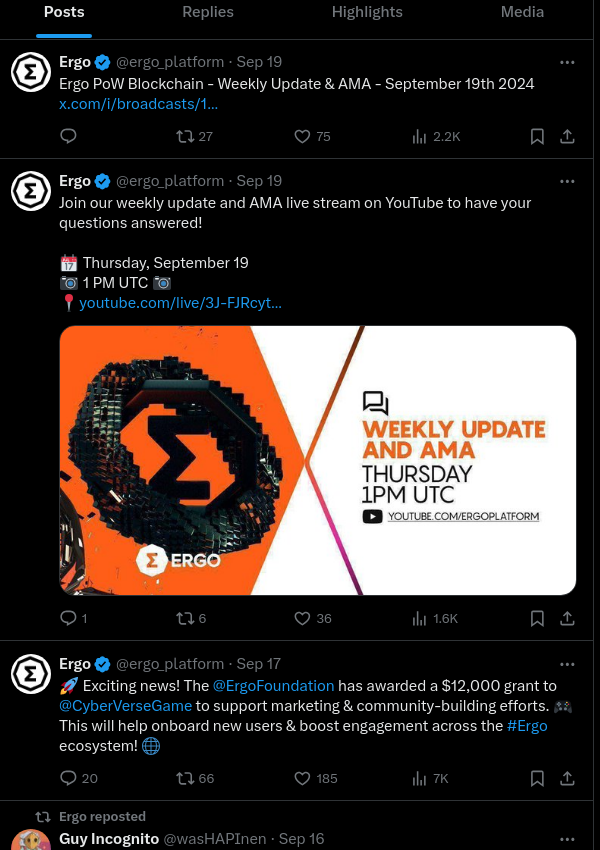 Posts Replies Highlights Media
Ergo @ergo_platform · Sep 19
Ergo PoW Blockchain - Weekly Update & AMA - September 19th 2024
x.com/i/broadcasts/1...
27 75 2.2K
Ergo @ergo_platform · Sep 19
Join our weekly update and AMA live stream on YouTube to have your
questions answered!
📅 Thursday, September 19
📷 1 PM UTC 📷
📍 youtube.com/live/3J-FJRcyt...
WEEKLY UPDATE
AND AMA
THURSDAY
1PM UTC
YOUTUBE.COM/ERGOPLATFORM
Σ ERGO
1 6 36 1.6K
Ergo @ergo_platform · Sep 17
🚀 Exciting news! The @ErgoFoundation has awarded a $12,000 grant to
@CyberVerseGame to support marketing & community-building efforts. 🎮
This will help onboard new users & boost engagement across the #Ergo
ecosystem! 🌐
20 66 185 7K
Ergo reposted
Guy Incognito @wasHAPInen · Sep 16